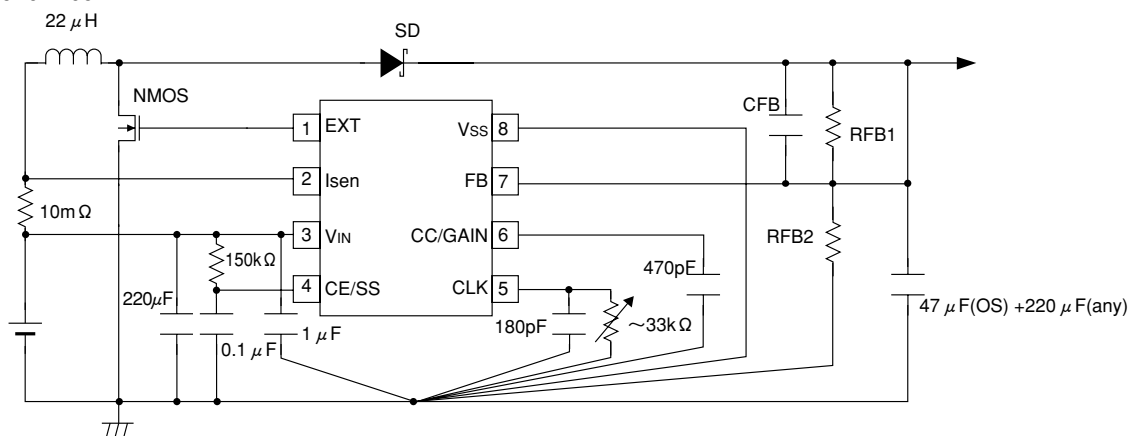 22 μH
SD
NMOS
CFB
RFB1
1 EXT
VSS 8
2 Isen
FB 7
10mΩ
3 VIN
CC/GAIN 6
RFB2
150kΩ
470pF
4 CE/SS
CLK 5
220μF
180pF
~33kΩ
47 μF(OS) +220 μF(any)
0.1 μF
1 μF